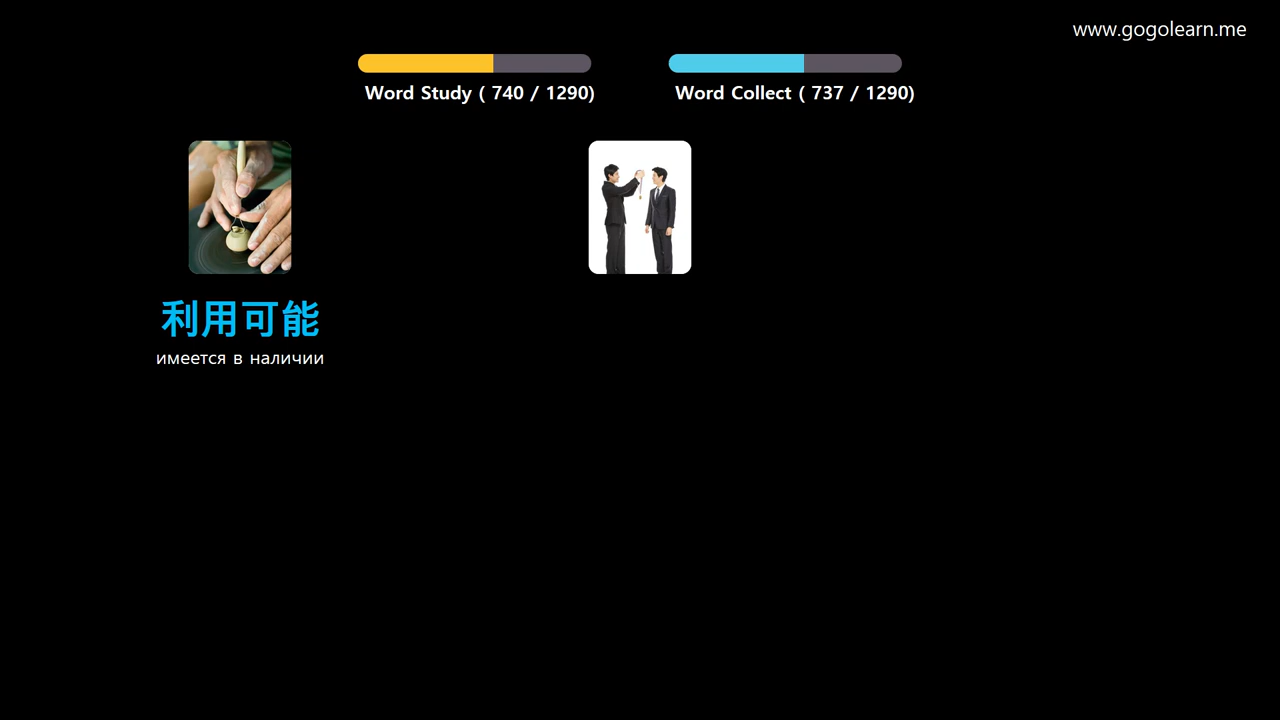 www.gogolearn.me
Word Study ( 740 / 1290)
Word Collect ( 737 / 1290)
利用可能
имеется в наличии